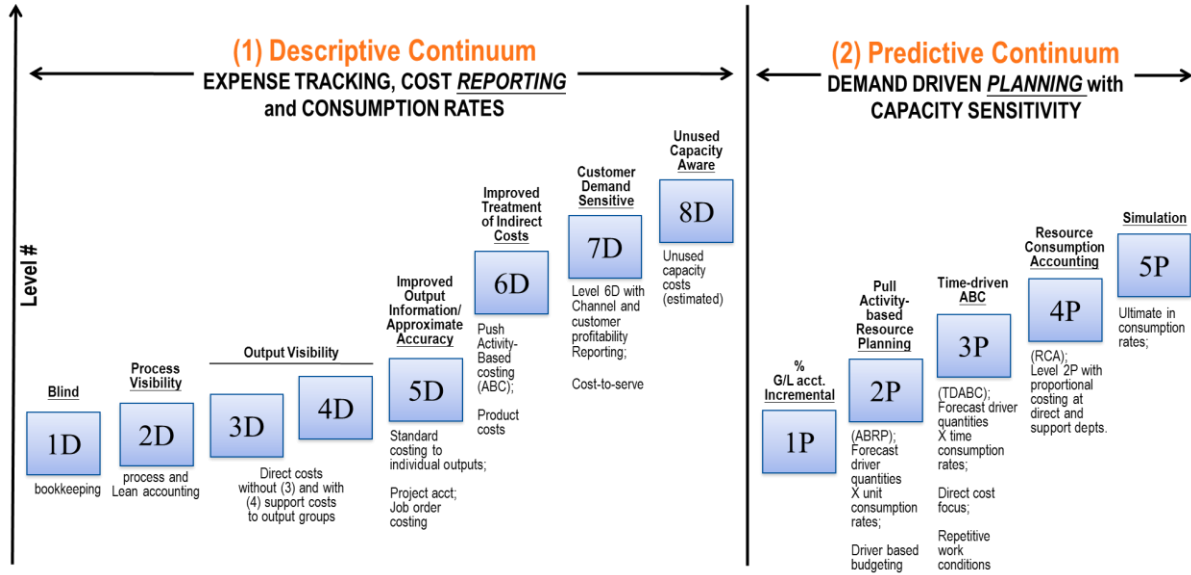 (1) Descriptive Continuum
EXPENSE TRACKING, COST REPORTING
and CONSUMPTION RATES
(2) Predictive Continuum
DEMAND DRIVEN PLANNING with
CAPACITY SENSITIVITY
Level #
Blind
1D
bookkeeping
Process
Visibility
2D
process and
Lean accounting
Output Visibility
3D
4D
Direct costs
without (3) and with
(4) support costs
to output groups
Improved
Output
Information/
Approximate
Accuracy
5D
Standard
costing to
individual outputs;
Project acct;
Job order
costing
Improved
Treatment
of Indirect
Costs
6D
Push
Activity-
Based
costing
(ABC);
Product
costs
Customer
Demand
Sensitive
7D
Level 6D with
Channel and
customer
profitability
Reporting;
Cost-to-serve
Unused
Capacity
Aware
8D
Unused
capacity
costs
(estimated)
%
G/L acct.
Incremental
1P
Pull
Activity-
based
Resource
Planning
2P
(ABRP);
Forecast
driver
quantities
X unit
consumption
rates;
Driver based
budgeting
Time-driven
ABC
3P
(TDABC);
Forecast driver
quantities
X time
consumption
rates;
Direct cost
focus;
Repetitive
work
conditions
Resource
Consumption
Accounting
4P
(RCA);
Level 2P with
proportional
costing at
direct and
support depts.
Simulation
5P
Ultimate in
consumption
rates;